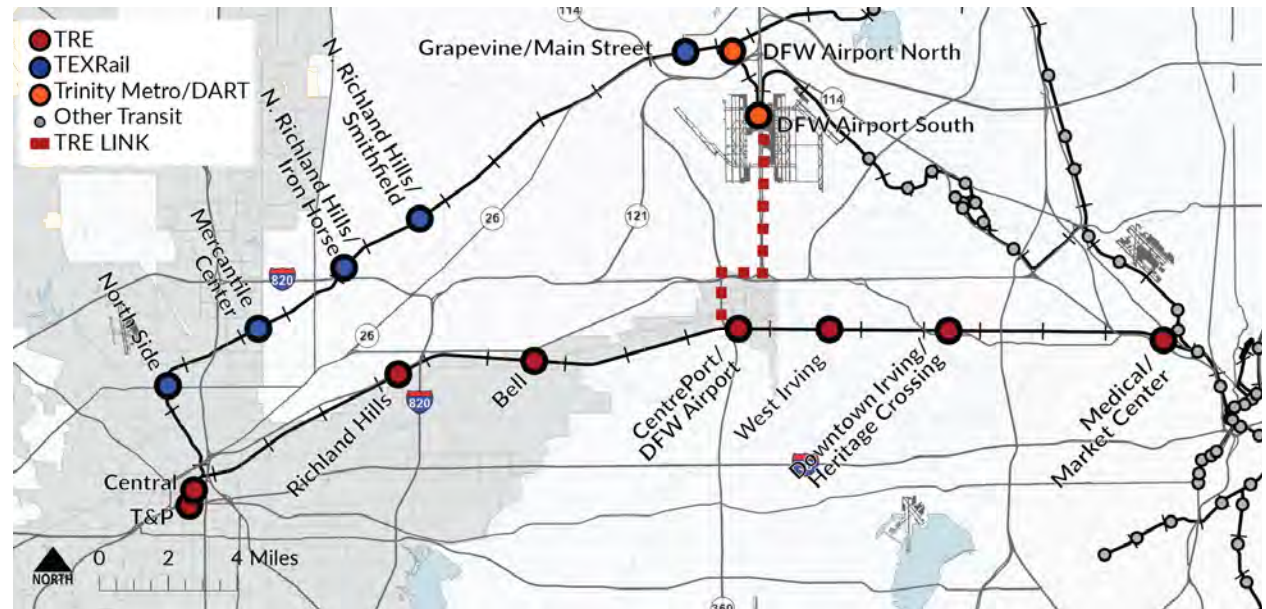 TRE
TEXRail
Trinity Metro/DART
Other Transit
TRE LINK
114
Grapevine/Main Street
DFW Airport North
114
DFW Airport South
N. Richland Hills/
Smithfield
N. Richland Hills/
Iron Horse
26
121
Mercantile
Center
820
North Side
26
Richland Hills
820
Bell
CentrePort/
DFW Airport
West Irving
Downtown Irving/
Heritage Crossing
Medical/
Market Center
Central
T&P
NORTH
0 2 4 Miles
360